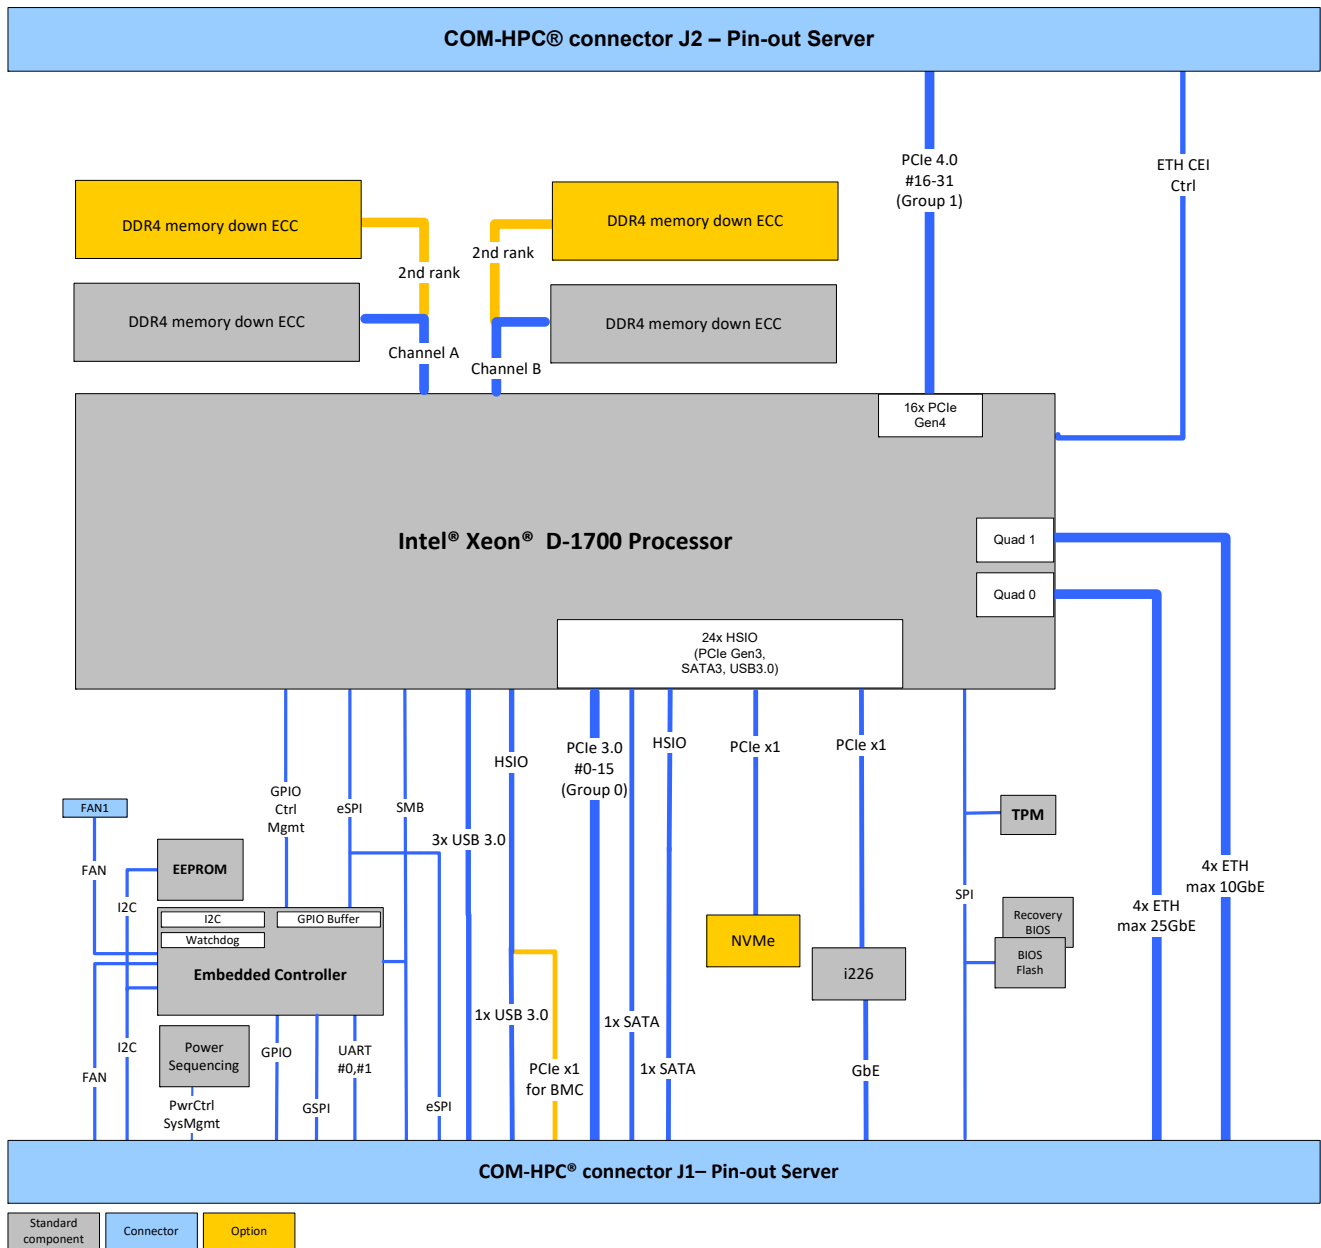 COM-HPC® connector J2 – Pin-out Server
PCIe 4.0
#16-31
(Group 1)
ETH CEI
Ctrl
DDR4 memory down ECC
DDR4 memory down ECC
2nd rank
2nd rank
DDR4 memory down ECC
DDR4 memory down ECC
Channel A
Channel B
16x PCIe
Gen4
Intel® Xeon® D-1700 Processor
Quad 1
Quad 0
24x HSIO
(PCIe Gen3,
SATA3, USB3.0)
GPIO
Ctrl
Mgmt
eSPI
SMB
3x USB 3.0
HSIO
PCIe 3.0
#0-15
(Group 0)
HSIO
PCIe x1
PCIe x1
FAN1
FAN
EEPROM
I2C
I2C
GPIO Buffer
Watchdog
Embedded Controller
TPM
SPI
Recovery
BIOS
BIOS
Flash
4x ETH
max 10GbE
4x ETH
max 25GbE
NVMe
i226
1x USB 3.0
1x SATA
1x SATA
PCIe x1
for BMC
GbE
FAN
I2C
Power
Sequencing
PwrCtrl
SysMgmt
GPIO
GSPI
UART
#0,#1
eSPI
COM-HPC® connector J1– Pin-out Server
Standard
component
Connector
Option